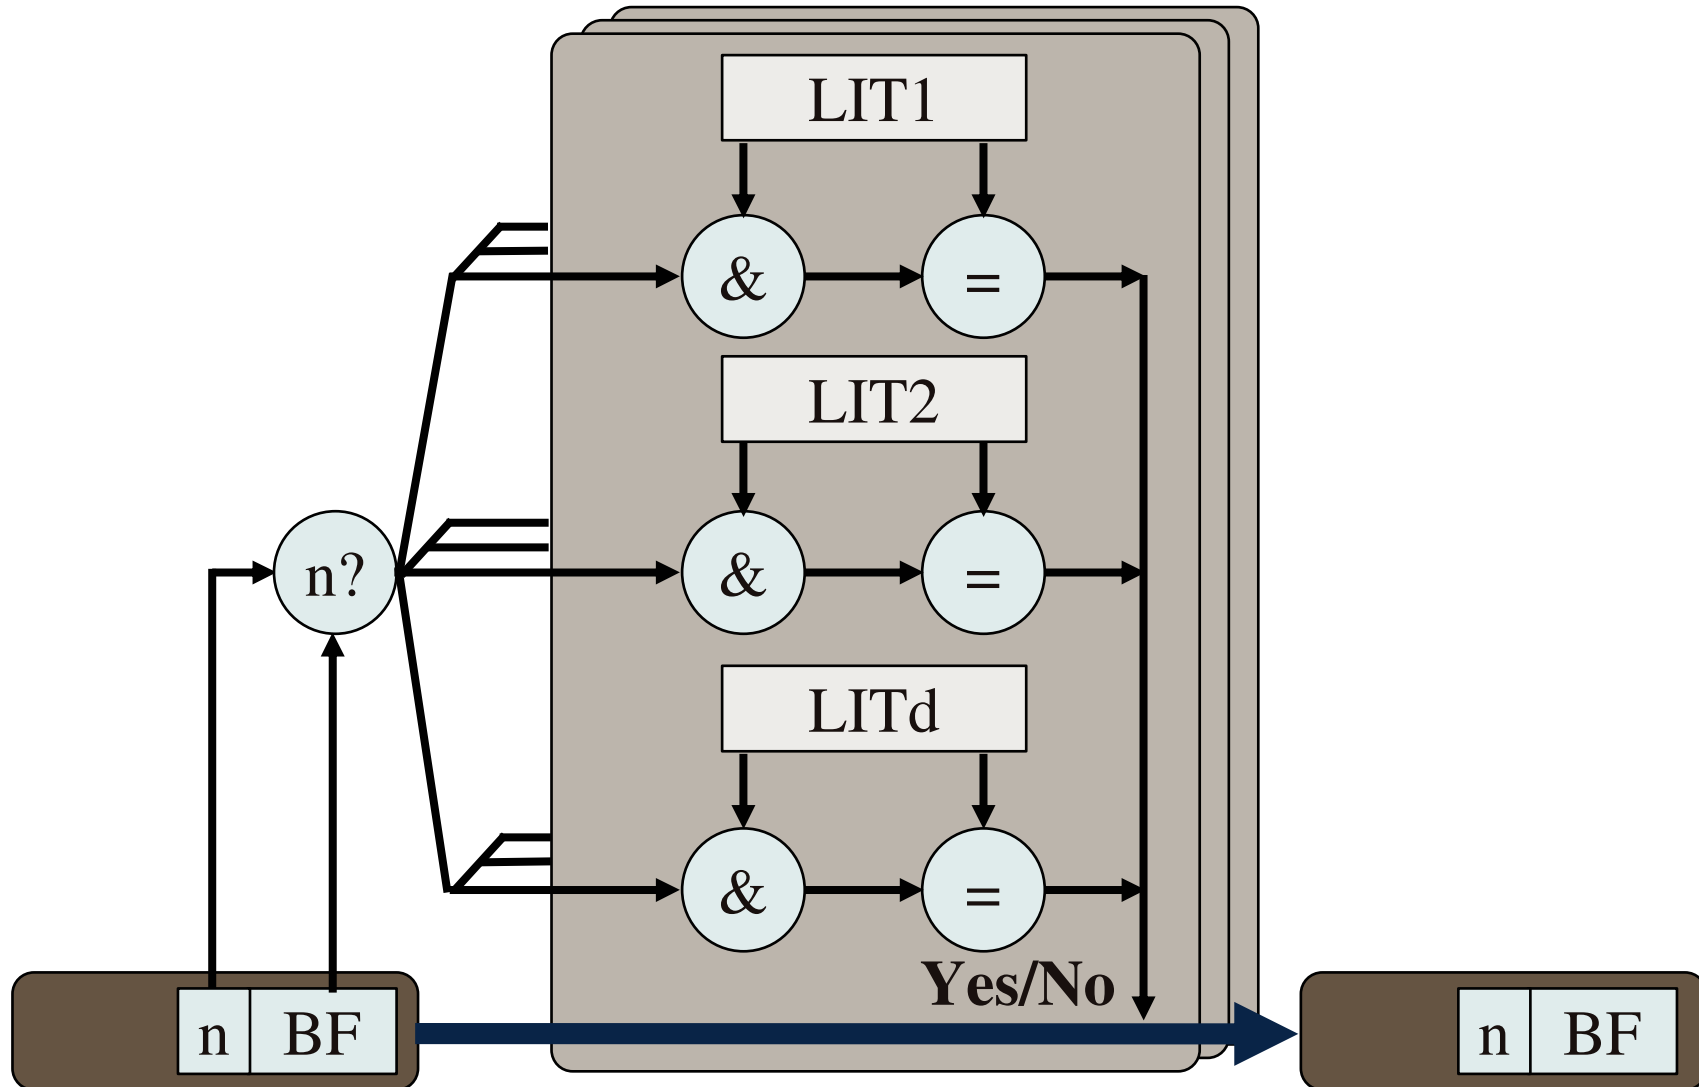 LIT1
& =
LIT2
n? & =
LITd
& =
Yes/No
n BF n BF